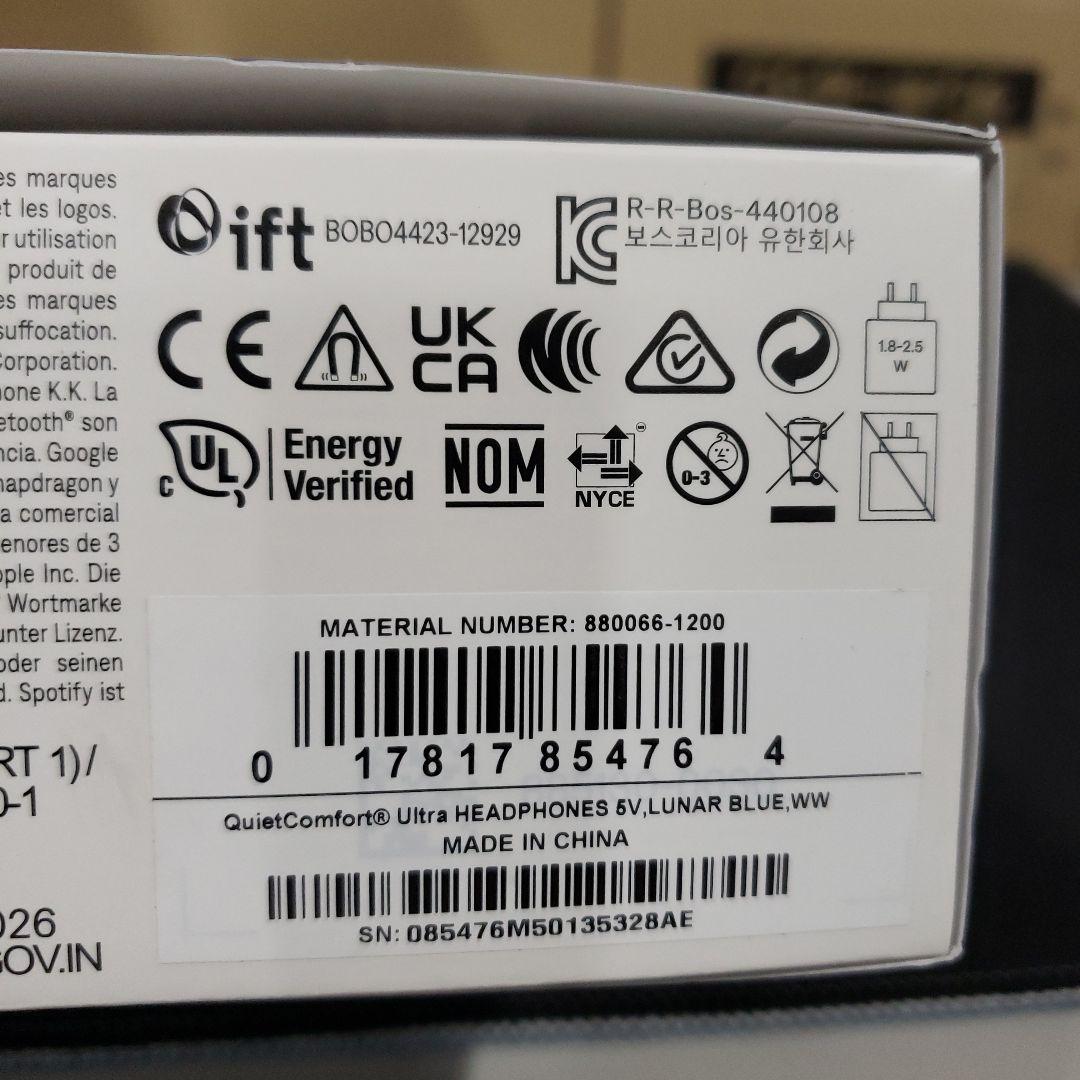 es marques
et les logos.
r utilisation
produit de
es marques
suffocation.
Corporation.
hone K.K. La
etooth® son
ncia. Google
napdragon y
a comercial
enores de 3
ple Inc. Die
Wortmarke
unter Lizenz.
oder seinen
d. Spotify ist
RT 1)/
0-1
026
GOV.IN
ift BOBO4423-12929
R-R-Bos-440108
보스코리아 유한회사
CE
UK
CA
1.8-2.5
W
c UL
Energy
Verified
NOM
NYCE
0-3
MATERIAL NUMBER: 880066-1200
0 17817 85476 4
QuietComfort® Ultra HEADPHONES 5V,LUNAR BLUE,WW
MADE IN CHINA
SN: 085476M50135328AE